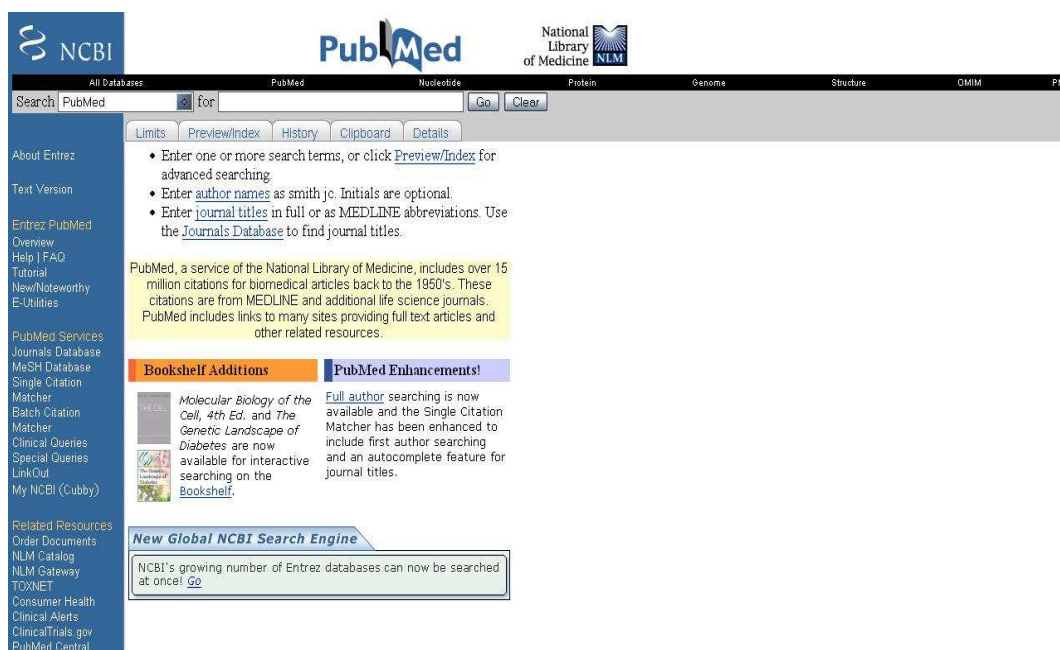 NCBI
PubMed
National
Library
of Medicine NLM
All Databases PubMed Nucleotide Protein Genome Structure OMIM
Search PubMed for Go Clear
Limits Preview/Index History Clipboard Details
About Entrez
Text Version
Entrez PubMed
Overview
Help | FAQ
Tutorial
New/Noteworthy
E-Utilities
PubMed Services
Journals Database
MeSH Database
Single Citation
Matcher
Batch Citation
Matcher
Clinical Queries
Special Queries
LinkOut
My NCBI (Cubby)
Related Resources
Order Documents
NLM Catalog
NLM Gateway
TOXNET
Consumer Health
Clinical Alerts
ClinicalTrials.gov
PubMed Central
• Enter one or more search terms, or click Preview/Index for
advanced searching.
• Enter author names as smith jc. Initials are optional.
• Enter journal titles in full or as MEDLINE abbreviations. Use
the Journals Database to find journal titles.
PubMed, a service of the National Library of Medicine, includes over 15
million citations for biomedical articles back to the 1950's. These
citations are from MEDLINE and additional life science journals.
PubMed includes links to many sites providing full text articles and
other related resources.
Bookshelf Additions
THE CELL
The Genetic
Landscape of
Diabetes
Molecular Biology of the
Cell, 4th Ed. and The
Genetic Landscape of
Diabetes are now
available for interactive
searching on the
Bookshelf.
PubMed Enhancements!
Full author searching is now
available and the Single Citation
Matcher has been enhanced to
include first author searching
and an autocomplete feature for
journal titles.
New Global NCBI Search Engine
NCBI's growing number of Entrez databases can now be searched
at once! Go